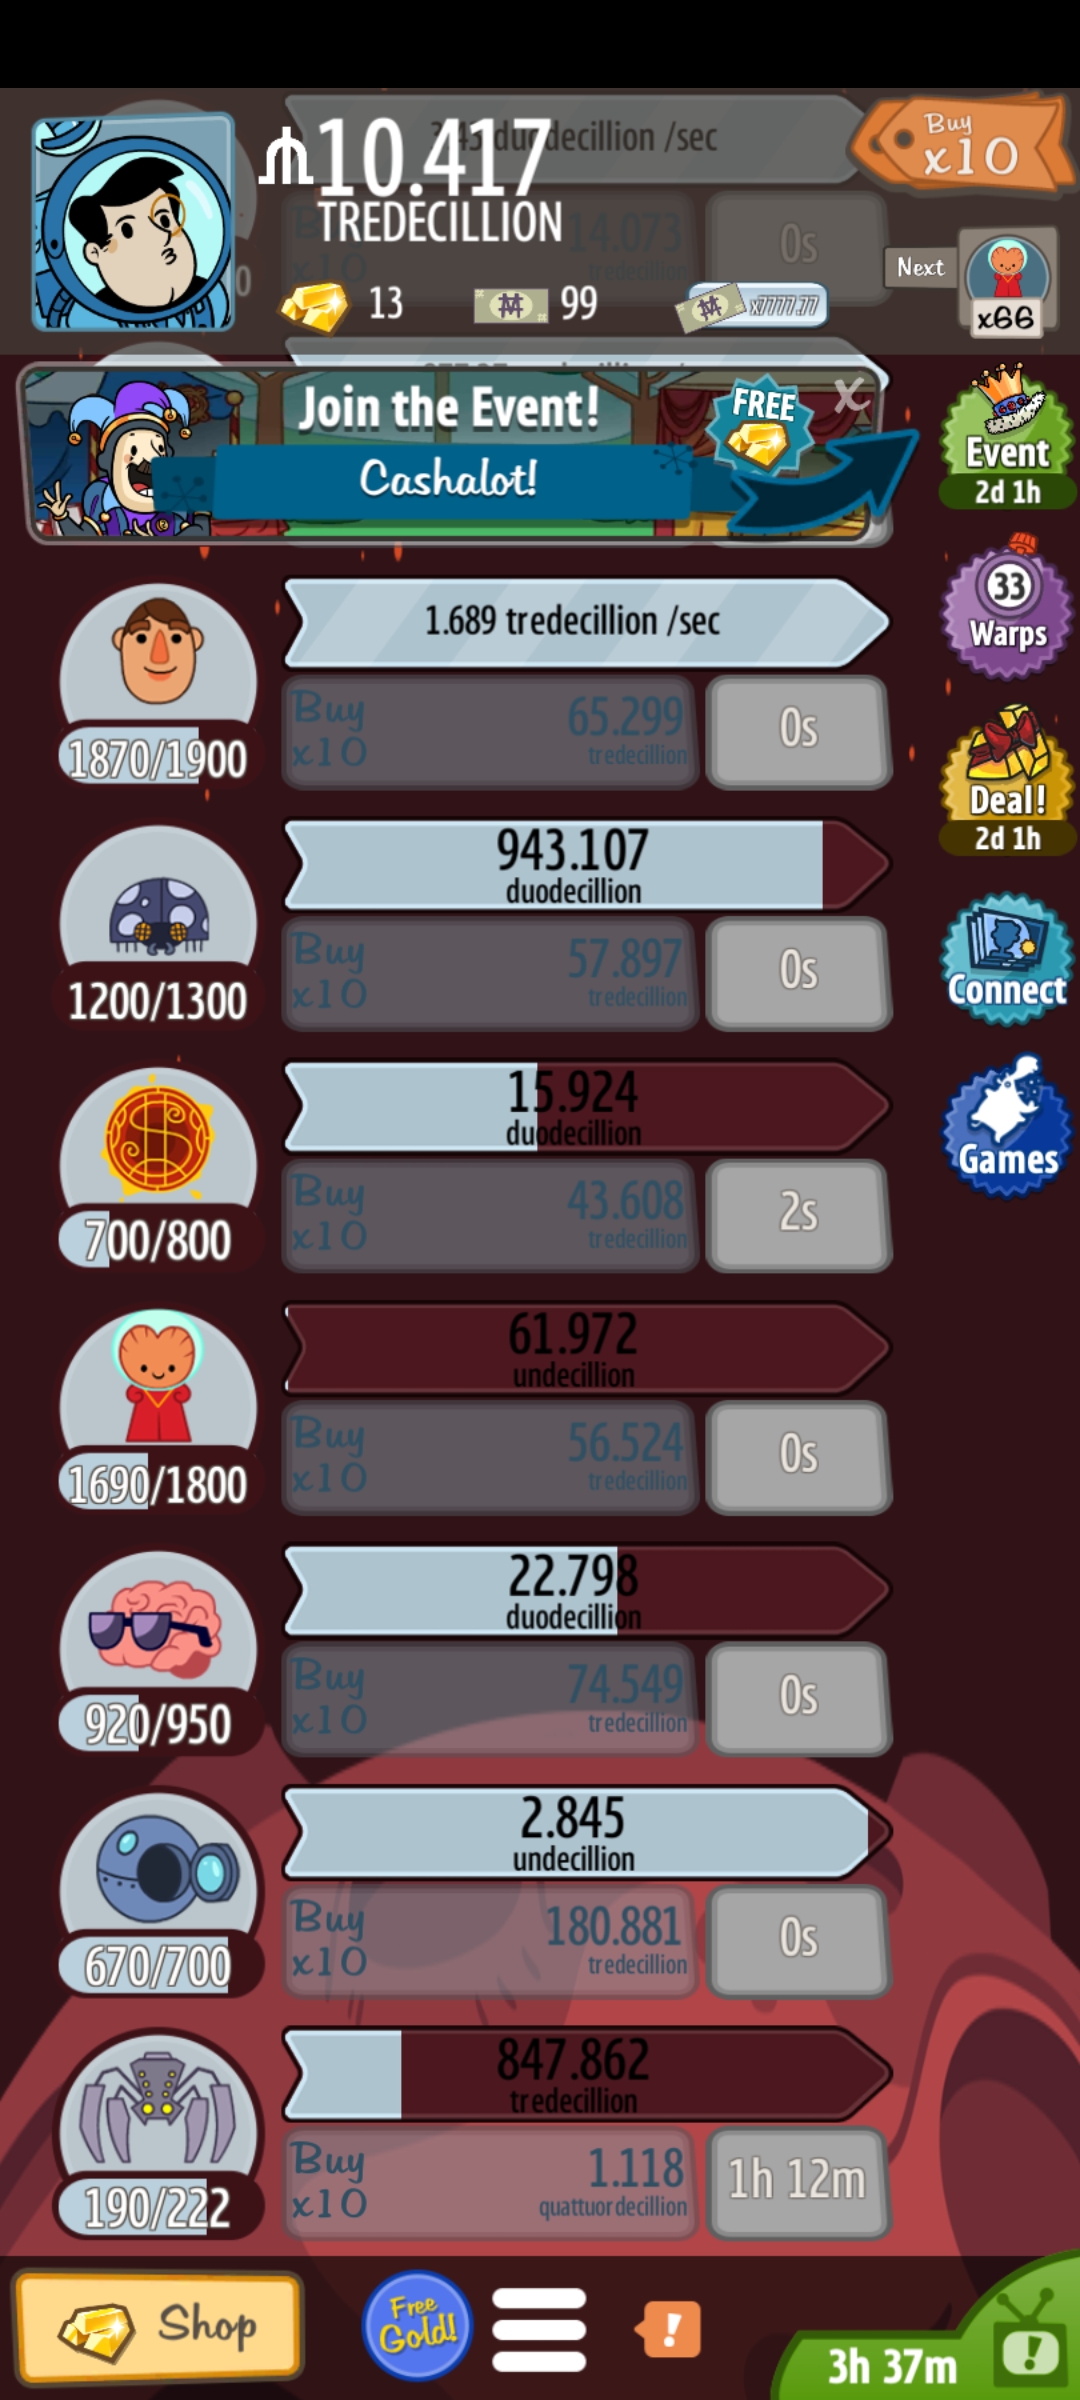 10.417
TREDECILLION
duodecillion /sec
Buy
x10
14.073
tredecillion
0s
Buy
x10
13
99
x7777.77
Next
x66
Join the Event!
Cashalot!
FREE
X
Event
2d 1h
33
Warps
Deal!
2d 1h
Connect
Games
1.689 tredecillion /sec
1870/1900
Buy
x10
65.299
tredecillion
0s
943.107
duodecillion
1200/1300
Buy
x10
57.897
tredecillion
0s
15.924
duodecillion
700/800
Buy
x10
43.608
tredecillion
2s
61.972
undecillion
1690/1800
Buy
x10
56.524
tredecillion
0s
22.798
duodecillion
920/950
Buy
x10
74.549
tredecillion
0s
2.845
undecillion
670/700
Buy
x10
180.881
tredecillion
0s
847.862
tredecillion
190/222
Buy
x10
1.118
quattuordecillion
1h 12m
Shop
Free
Gold!
!
3h 37m
!